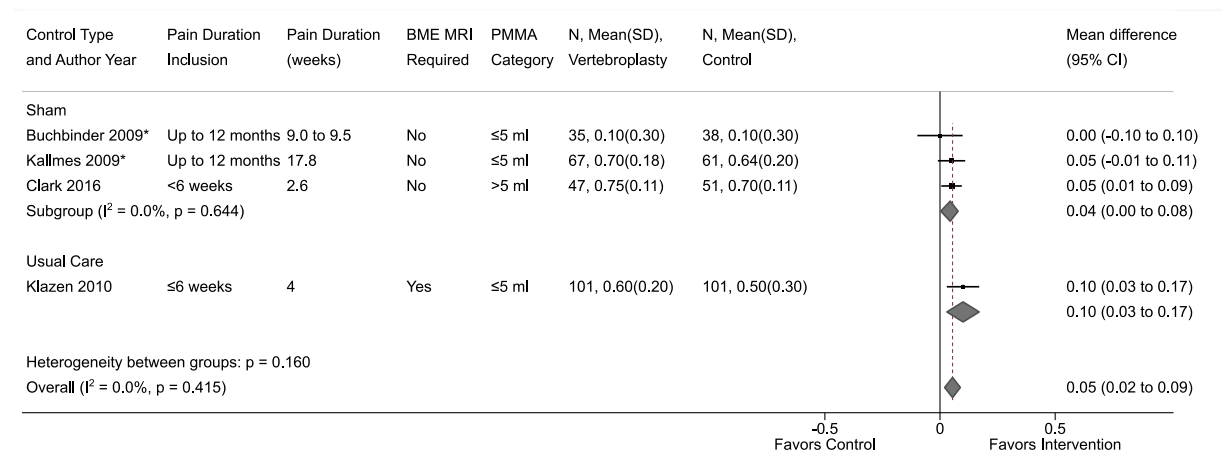 Control Type Pain Duration Pain Duration BME MRI PMMA N, Mean(SD), N, Mean(SD), Mean difference
and Author Year Inclusion (weeks) Required Category Vertebroplasty Control (95% CI)
Sham
Buchbinder 2009* Up to 12 months 9.0 to 9.5 No ≤5 ml 35, 0.10(0.30) 38, 0.10(0.30) 0.00 (-0.10 to 0.10)
Kallmes 2009* Up to 12 months 17.8 No ≤5 ml 67, 0.70(0.18) 61, 0.64(0.20) 0.05 (-0.01 to 0.11)
Clark 2016 <6 weeks 2.6 No >5 ml 47, 0.75(0.11) 51, 0.70(0.11) 0.05 (0.01 to 0.09)
Subgroup (I² = 0.0%, p = 0.644) 0.04 (0.00 to 0.08)
Usual Care
Klazen 2010 ≤6 weeks 4 Yes ≤5 ml 101, 0.60(0.20) 101, 0.50(0.30) 0.10 (0.03 to 0.17)
0.10 (0.03 to 0.17)
Heterogeneity between groups: p = 0.160
Overall (I² = 0.0%, p = 0.415) 0.05 (0.02 to 0.09)
-0.5 0 0.5
Favors Control Favors Intervention